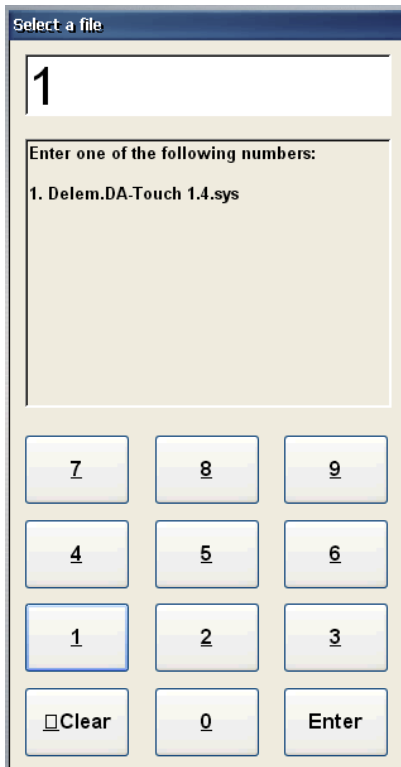 Select a file
1
Enter one of the following numbers:
1. Delem.DA-Touch 1.4.sys
7 8 9
4 5 6
1 2 3
□Clear 0 Enter